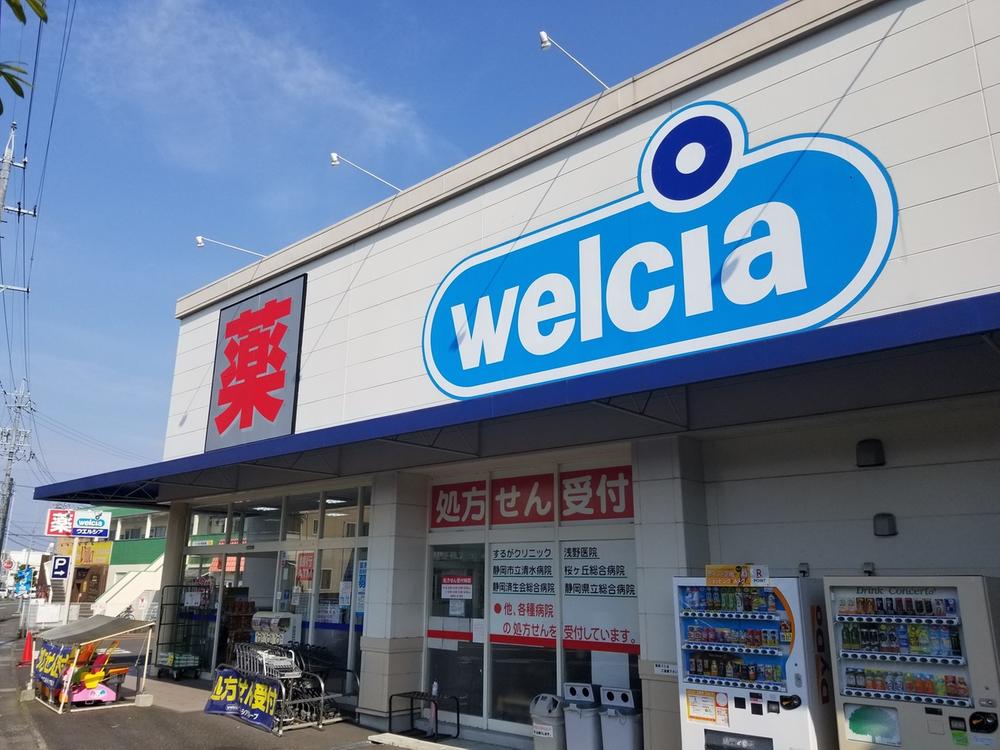 welcia
薬
処方せん受付
するがクリニック 浅野医院
静岡市立清水病院 桜ヶ丘総合病院
静岡済生会総合病院 静岡県立総合病院
●他、各種病院
の処方せんを受付しています。
薬 welcia
ウエルシア
P
処方せん受付
Drink Concerto
DyDo
R POINT